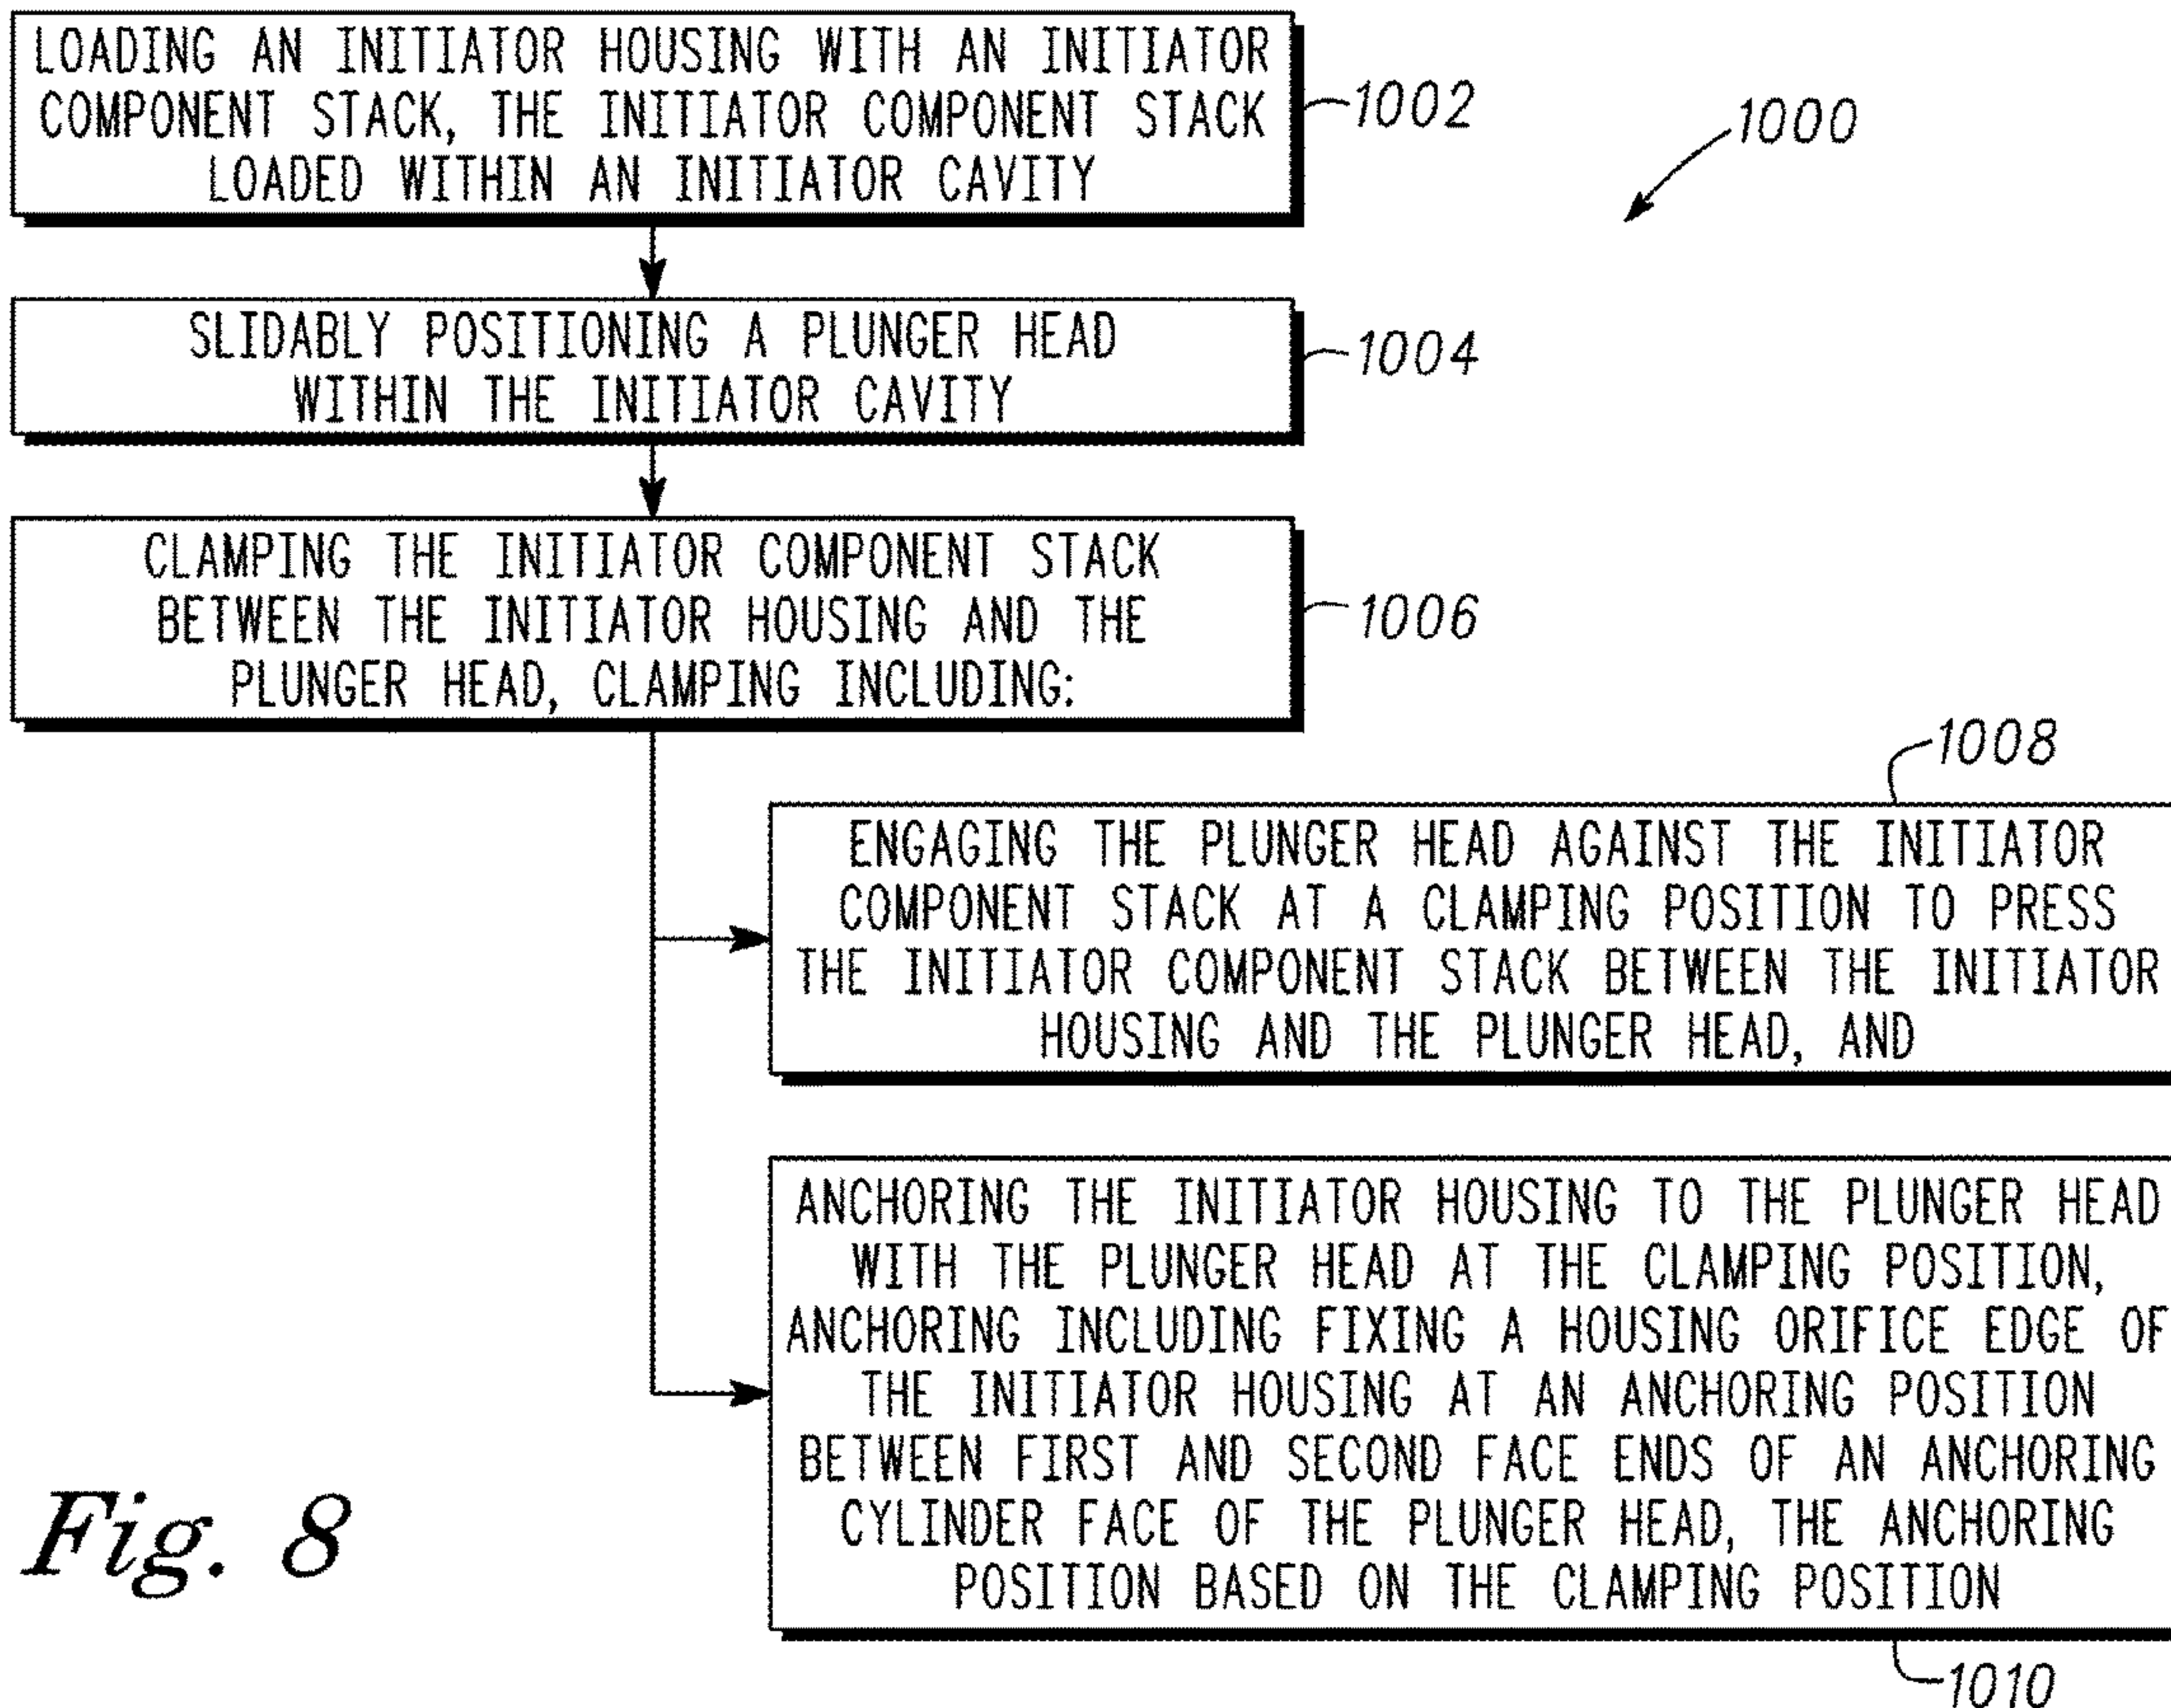 LOADING AN INITIATOR HOUSING WITH AN INITIATOR
COMPONENT STACK, THE INITIATOR COMPONENT STACK
LOADED WITHIN AN INITIATOR CAVITY
1002
1000
SLIDABLY POSITIONING A PLUNGER HEAD
WITHIN THE INITIATOR CAVITY
1004
CLAMPING THE INITIATOR COMPONENT STACK
BETWEEN THE INITIATOR HOUSING AND THE
PLUNGER HEAD, CLAMPING INCLUDING:
1006
1008
ENGAGING THE PLUNGER HEAD AGAINST THE INITIATOR
COMPONENT STACK AT A CLAMPING POSITION TO PRESS
THE INITIATOR COMPONENT STACK BETWEEN THE INITIATOR
HOUSING AND THE PLUNGER HEAD, AND
ANCHORING THE INITIATOR HOUSING TO THE PLUNGER HEAD
WITH THE PLUNGER HEAD AT THE CLAMPING POSITION,
ANCHORING INCLUDING FIXING A HOUSING ORIFICE EDGE OF
THE INITIATOR HOUSING AT AN ANCHORING POSITION
BETWEEN FIRST AND SECOND FACE ENDS OF AN ANCHORING
CYLINDER FACE OF THE PLUNGER HEAD, THE ANCHORING
POSITION BASED ON THE CLAMPING POSITION
1010
Fig. 8